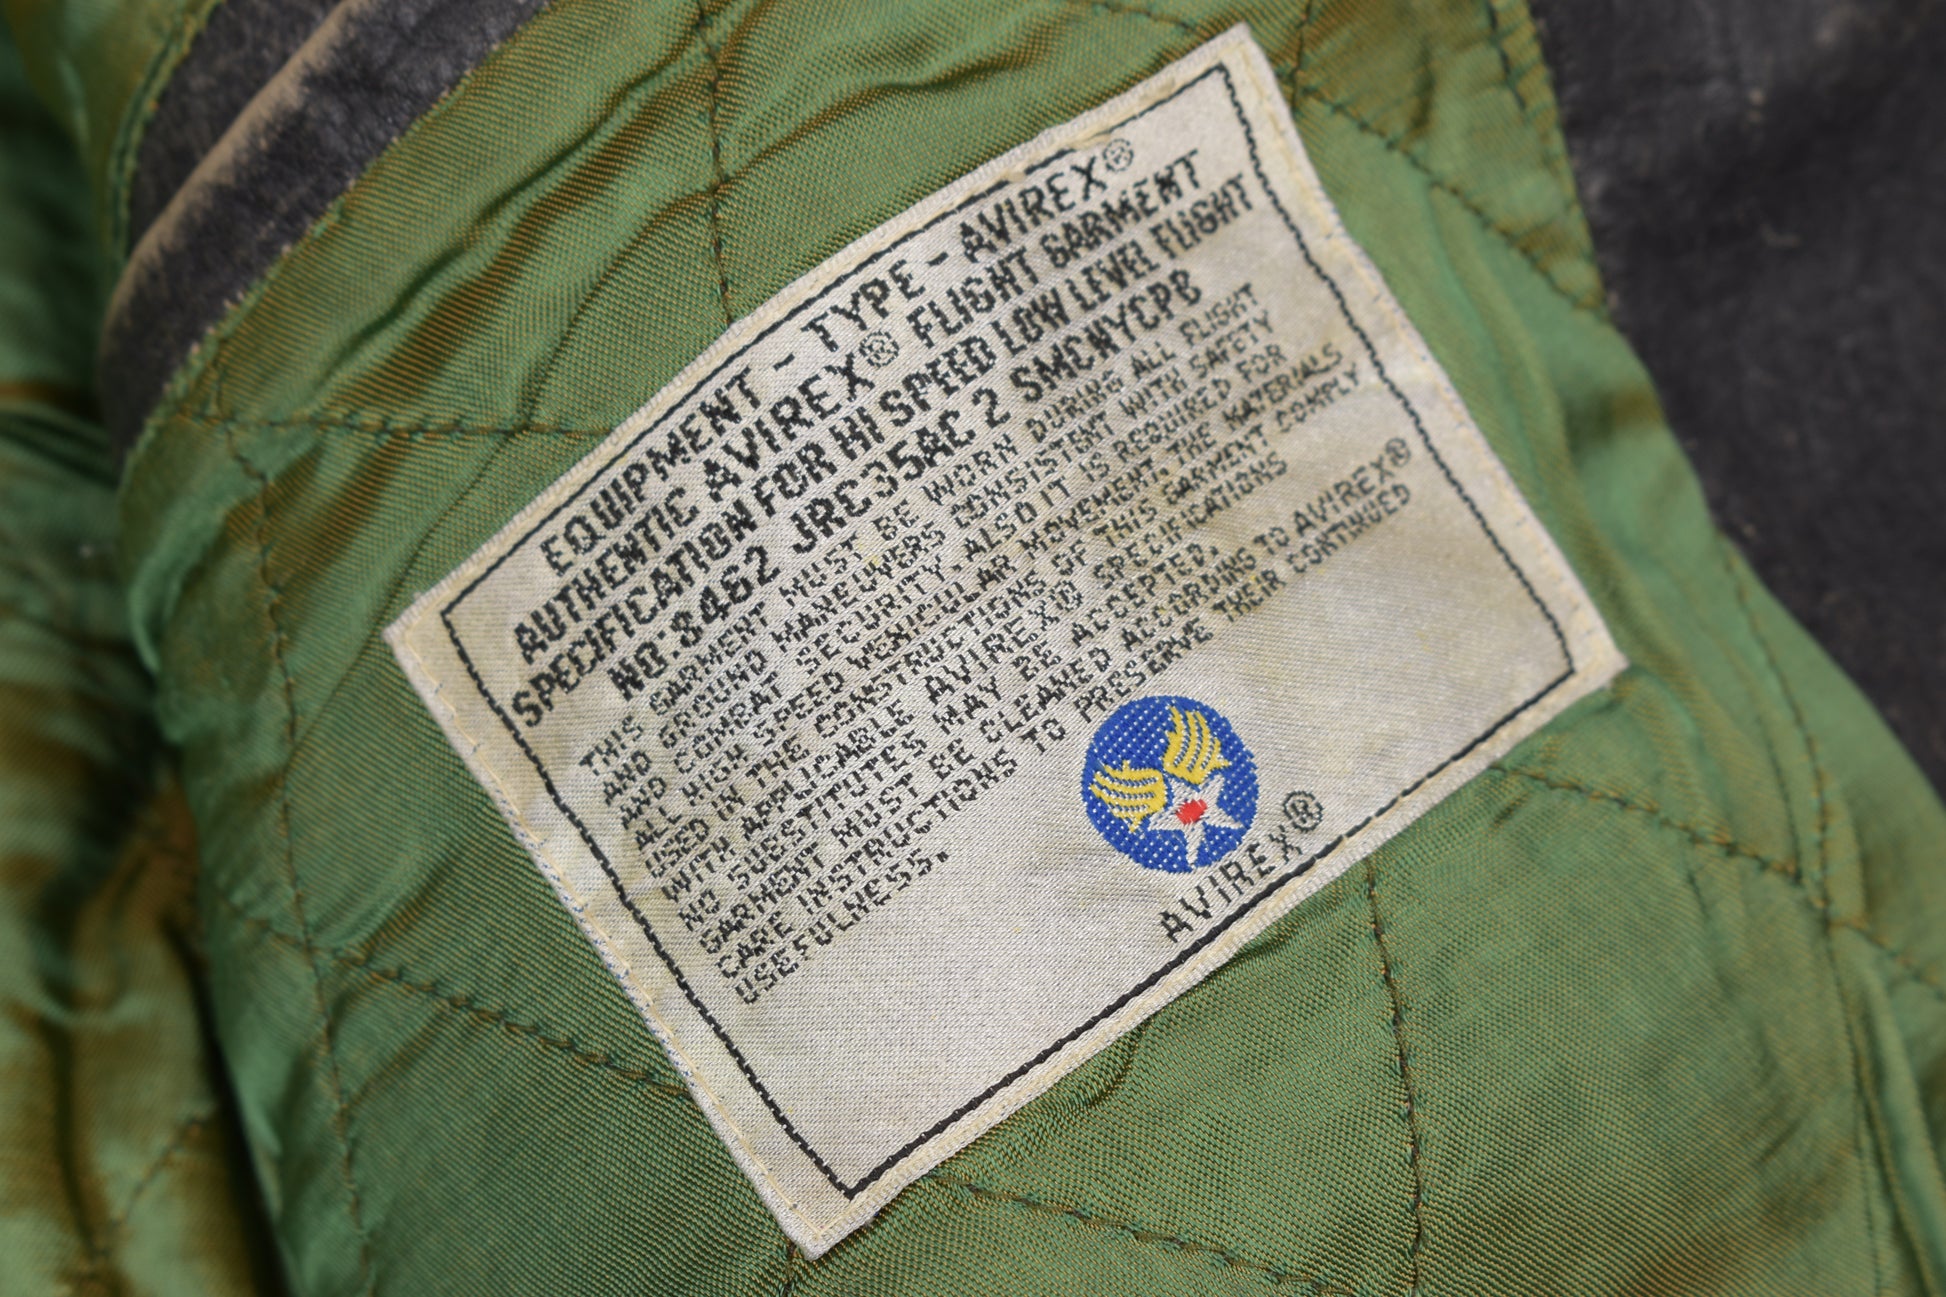 EQUIPMENT - TYPE - AVIREX®
AUTHENTIC AVIREX® FLIGHT GARMENT
SPECIFICATION FOR HI SPEED LOW LEVEL FLIGHT
NO:8462 JRC35AC 2 SMCNYCPB
THIS GARMENT MUST BE WORN DURING ALL FLIGHT
AND GROUND MANEUVERS CONSISTENT WITH SAFETY
AND COMBAT SECURITY. ALSO IT IS REQUIRED FOR
ALL HIGH SPEED VEHICULAR MOVEMENT. THE MATERIALS
USED IN THE CONSTRUCTIONS OF THIS GARMENT COMPLY
WITH APPLICABLE AVIREX® SPECIFICATIONS
NO SUBSTITUTES MAY BE ACCEPTED.
GARMENT MUST BE CLEANED ACCORDING TO AVIREX®
CARE INSTRUCTIONS TO PRESERVE THEIR CONTINUED
USEFULNESS.
AVIREX®